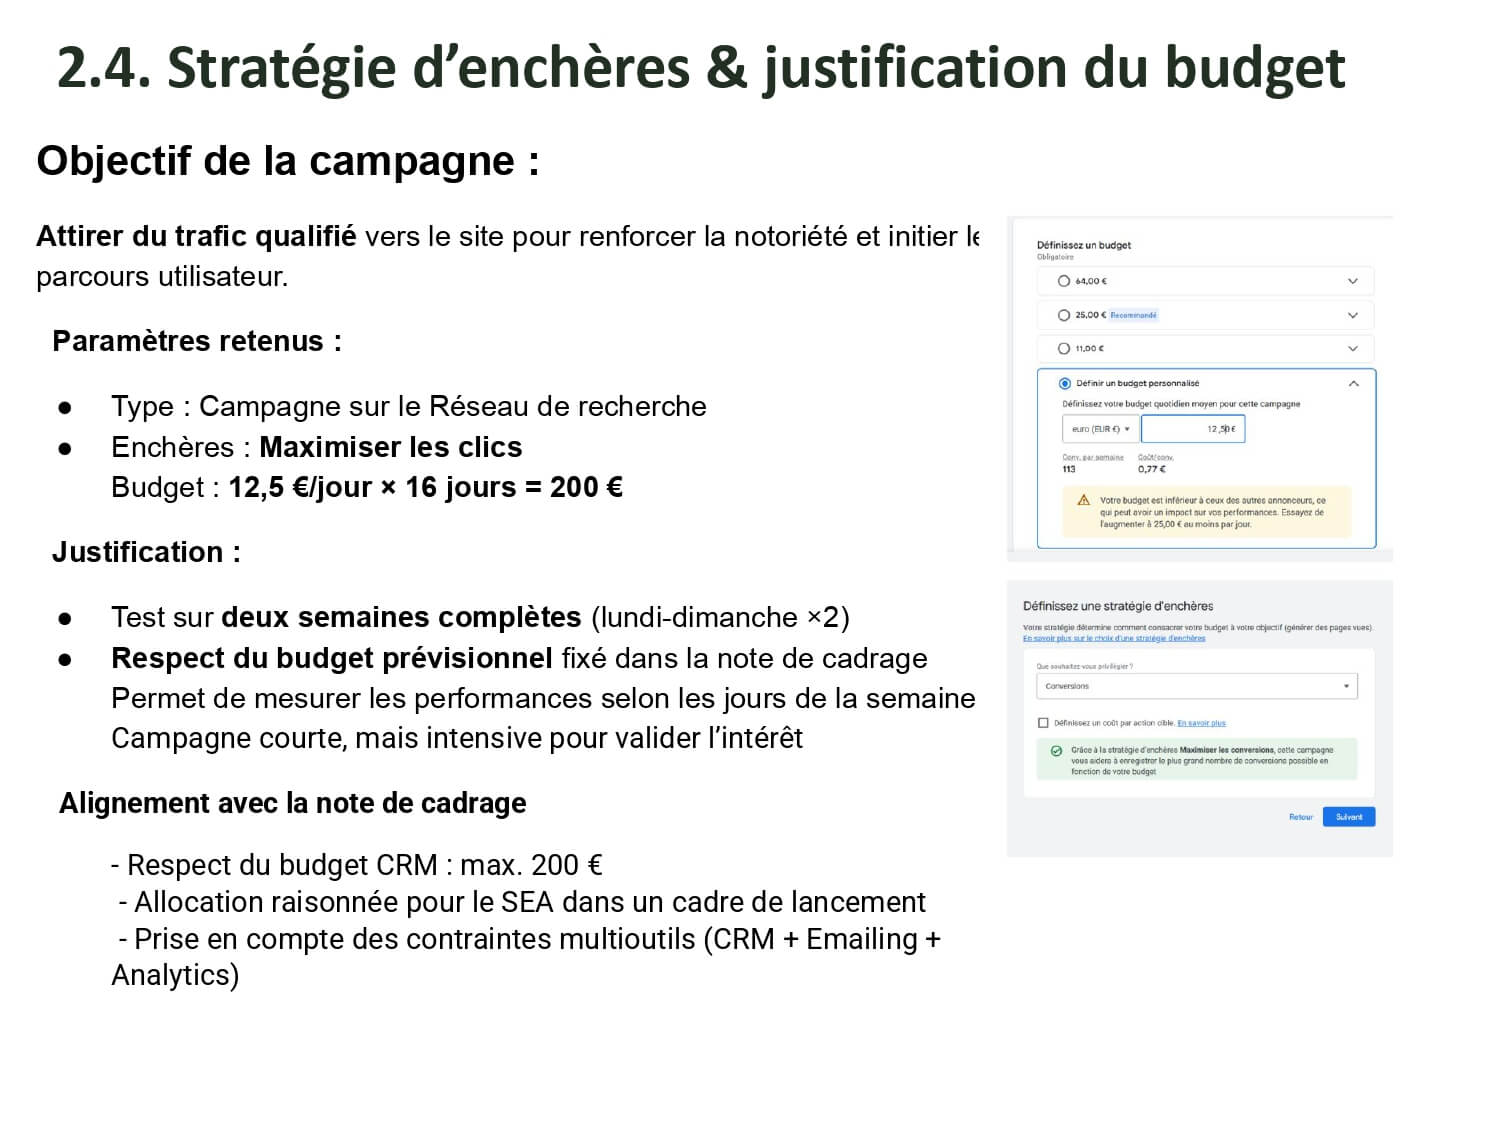 2.4. Stratégie d’enchères & justification du budget
Objectif de la campagne :
Attirer du trafic qualifié vers le site pour renforcer la notoriété et initier le
parcours utilisateur.
Paramètres retenus :
● Type : Campagne sur le Réseau de recherche
● Enchères : Maximiser les clics
Budget : 12,5 €/jour × 16 jours = 200 €
Justification :
● Test sur deux semaines complètes (lundi-dimanche ×2)
● Respect du budget prévisionnel fixé dans la note de cadrage
Permet de mesurer les performances selon les jours de la semaine
Campagne courte, mais intensive pour valider l’intérêt
Alignement avec la note de cadrage
- Respect du budget CRM : max. 200 €
- Allocation raisonnée pour le SEA dans un cadre de lancement
- Prise en compte des contraintes multioutils (CRM + Emailing +
Analytics)
Définissez un budget
Obligatoire
64,00 €
25,00 € Recommandé
11,00 €
Définir un budget personnalisé
Définissez votre budget quotidien moyen pour cette campagne
euro (EUR €) 12,50 €
Conv. par semaine Coût/conv.
113 0,77 €
Votre budget est inférieur à ceux des autres annonceurs, ce
qui peut avoir un impact sur vos performances. Essayez de
l'augmenter à 25,00 € au moins par jour.
Définissez une stratégie d'enchères
Votre stratégie détermine comment consacrer votre budget à votre objectif (générer des pages vues).
En savoir plus sur le choix d'une stratégie d'enchères
Que souhaitez-vous privilégier ?
Conversions
Définissez un coût par action cible. En savoir plus
Grâce à la stratégie d'enchères Maximiser les conversions, cette campagne
vous aidera à enregistrer le plus grand nombre de conversions possible en
fonction de votre budget
Retour Suivant